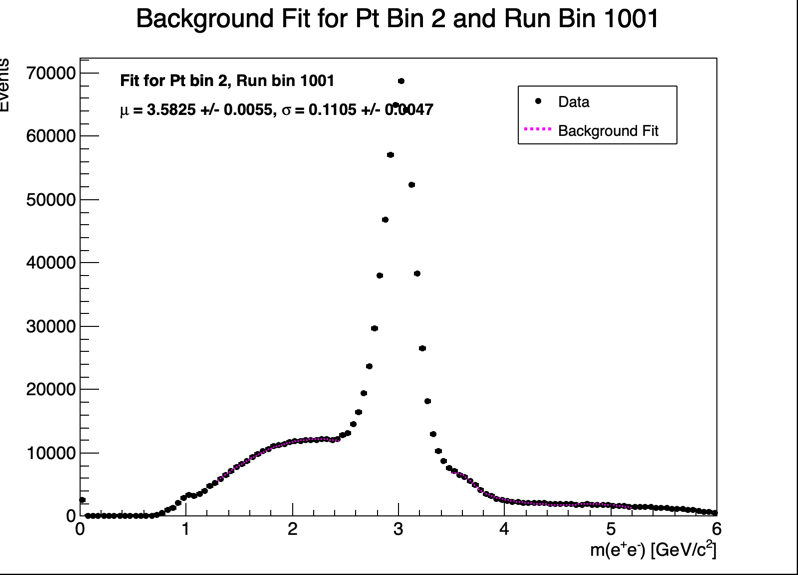 Background Fit for Pt Bin 2 and Run Bin 1001
Events
Fit for Pt bin 2, Run bin 1001
μ = 3.5825 +/- 0.0055, σ = 0.1105 +/- 0.0047
Data
Background Fit
70000
60000
50000
40000
30000
20000
10000
0
0 1 2 3 4 5 6
m(e⁺e⁻) [GeV/c²]